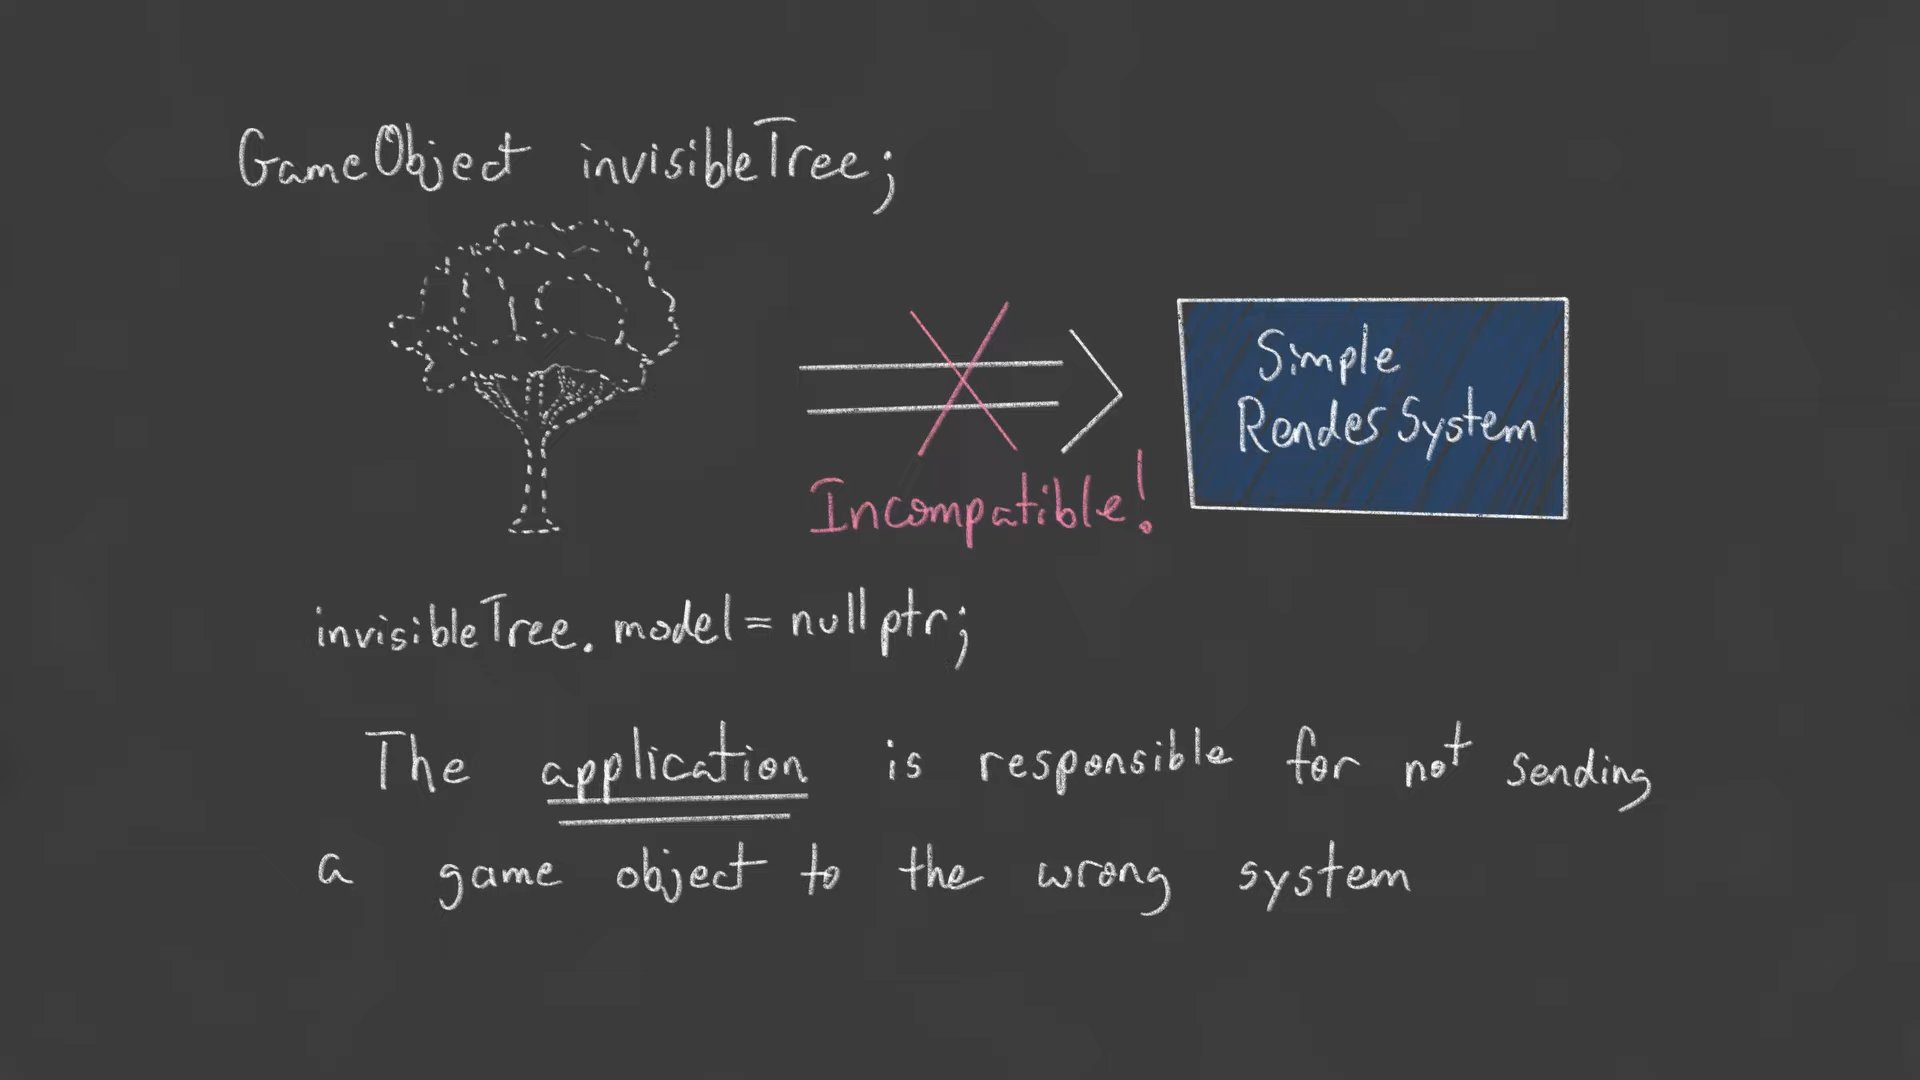 GameObject invisibleTree;
Simple
Render System
Incompatible!
invisibleTree.model = nullptr;
The application is responsible for not sending
a game object to the wrong system